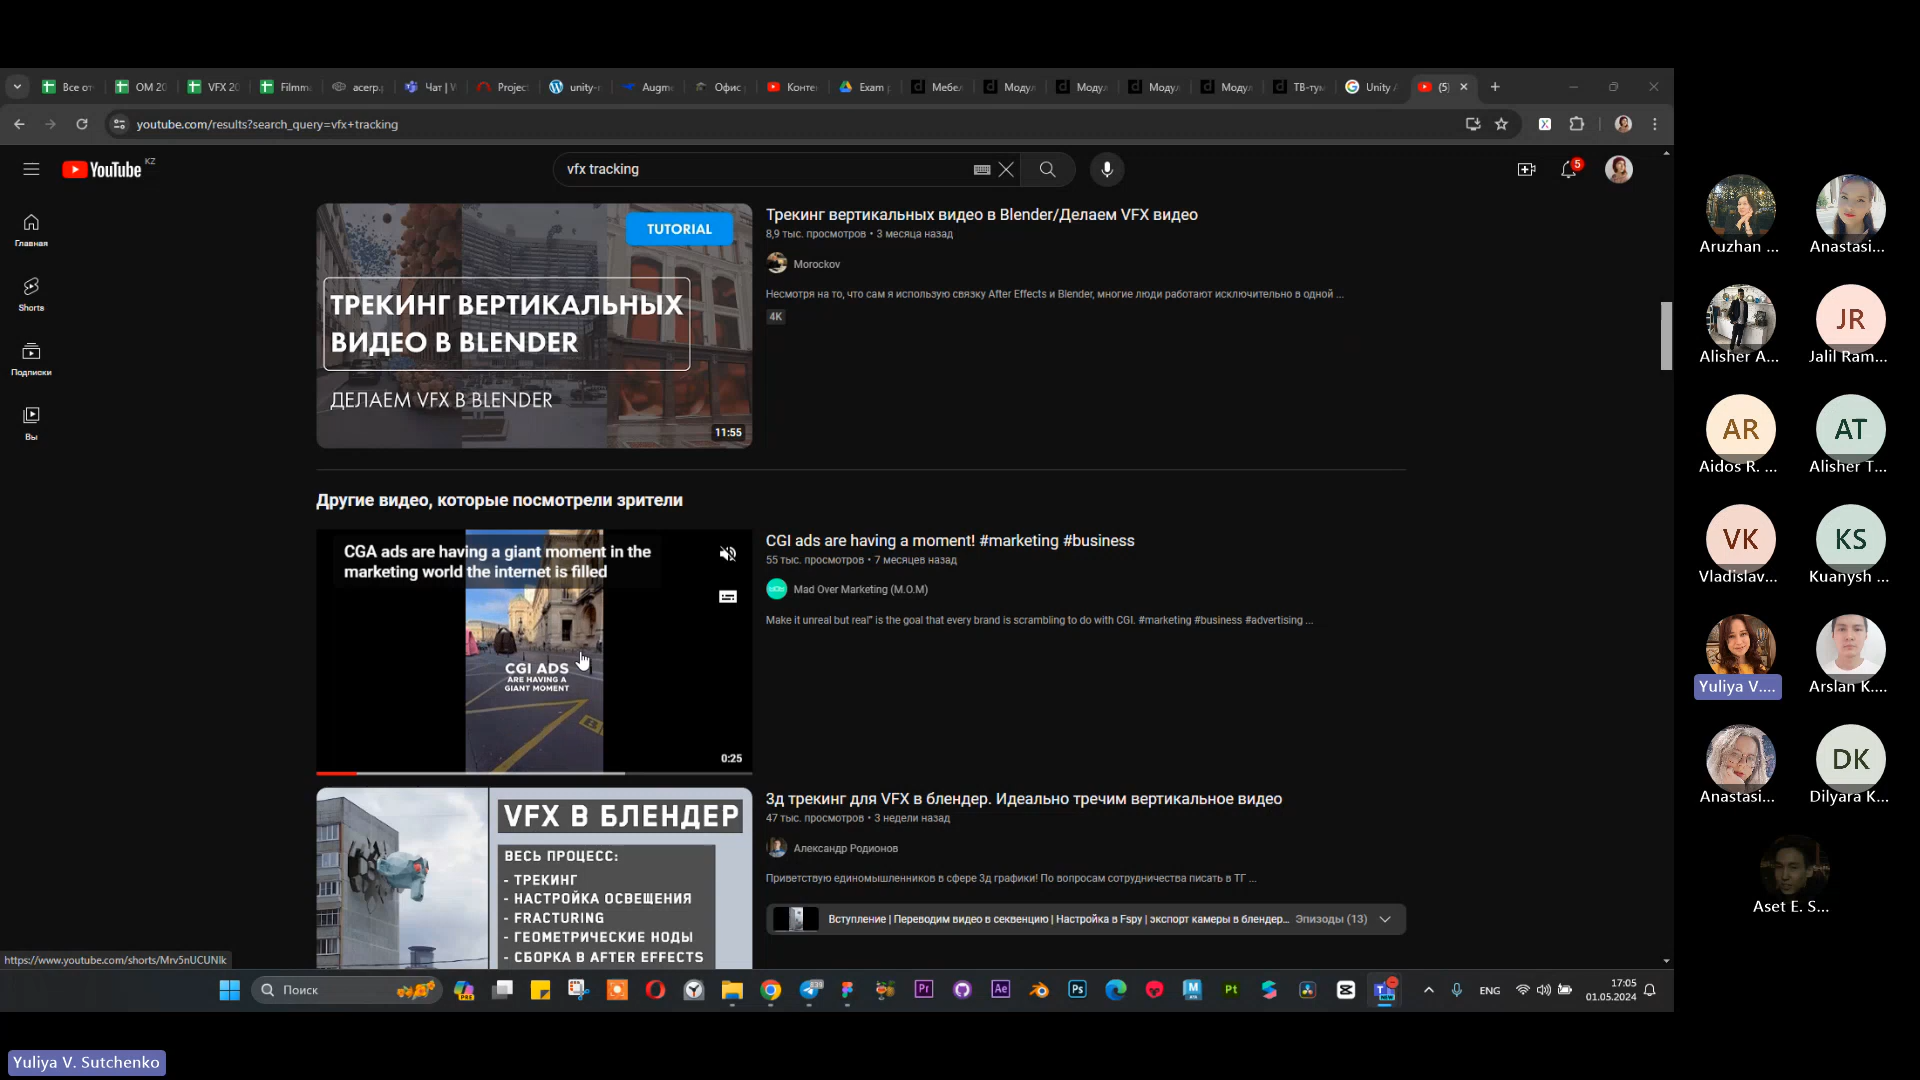 Все от
ОМ 20
VFX 20
Filmm
acerp.
Чат | W
Project
unity-r
Augme
Офис
Конте
Exam p
Мебел
Модул
Модул
Модул
Модул
ТВ-тум
Unity A
(5)
youtube.com/results?search_query=vfx+tracking
YouTube KZ
vfx tracking
5
Главная
Shorts
Подписки
Вы
TUTORIAL
ТРЕКИНГ ВЕРТИКАЛЬНЫХ
ВИДЕО В BLENDER
ДЕЛАЕМ VFX В BLENDER
11:55
Трекинг вертикальных видео в Blender/Делаем VFX видео
8,9 тыс. просмотров • 3 месяца назад
Morockov
Несмотря на то, что сам я использую связку After Effects и Blender, многие люди работают исключительно в одной ...
4K
Другие видео, которые посмотрели зрители
CGA ads are having a giant moment in the
marketing world the internet is filled
CGI ADS
ARE HAVING A
GIANT MOMENT
0:25
CGI ads are having a moment! #marketing #business
55 тыс. просмотров • 7 месяцев назад
Mad Over Marketing (M.O.M)
Make it unreal but real" is the goal that every brand is scrambling to do with CGI. #marketing #business #advertising ...
VFX В БЛЕНДЕР
ВЕСЬ ПРОЦЕСС:
- ТРЕКИНГ
- НАСТРОЙКА ОСВЕЩЕНИЯ
- FRACTURING
- ГЕОМЕТРИЧЕСКИЕ НОДЫ
- СБОРКА В AFTER EFFECTS
3д трекинг для VFX в блендер. Идеально тречим вертикальное видео
47 тыс. просмотров • 3 недели назад
Александр Родионов
Приветствую единомышленников в сфере 3д графики! По вопросам сотрудничества писать в ТГ ...
Вступление | Переводим видео в секвенцию | Настройка в Fspy | экспорт камеры в блендер... Эпизоды (13)
https://www.youtube.com/shorts/Mrv5nUCUNIk
Поиск
Pr
Ae
Ps
Pt
ENG
17:05
01.05.2024
Aruzhan ...
Anastasi...
Alisher A...
JR
Jalil Ram...
AR
Aidos R. ...
AT
Alisher T...
VK
Vladislav...
KS
Kuanysh ...
Yuliya V....
Arslan K....
Anastasi...
DK
Dilyara K...
Aset E. S...
Yuliya V. Sutchenko